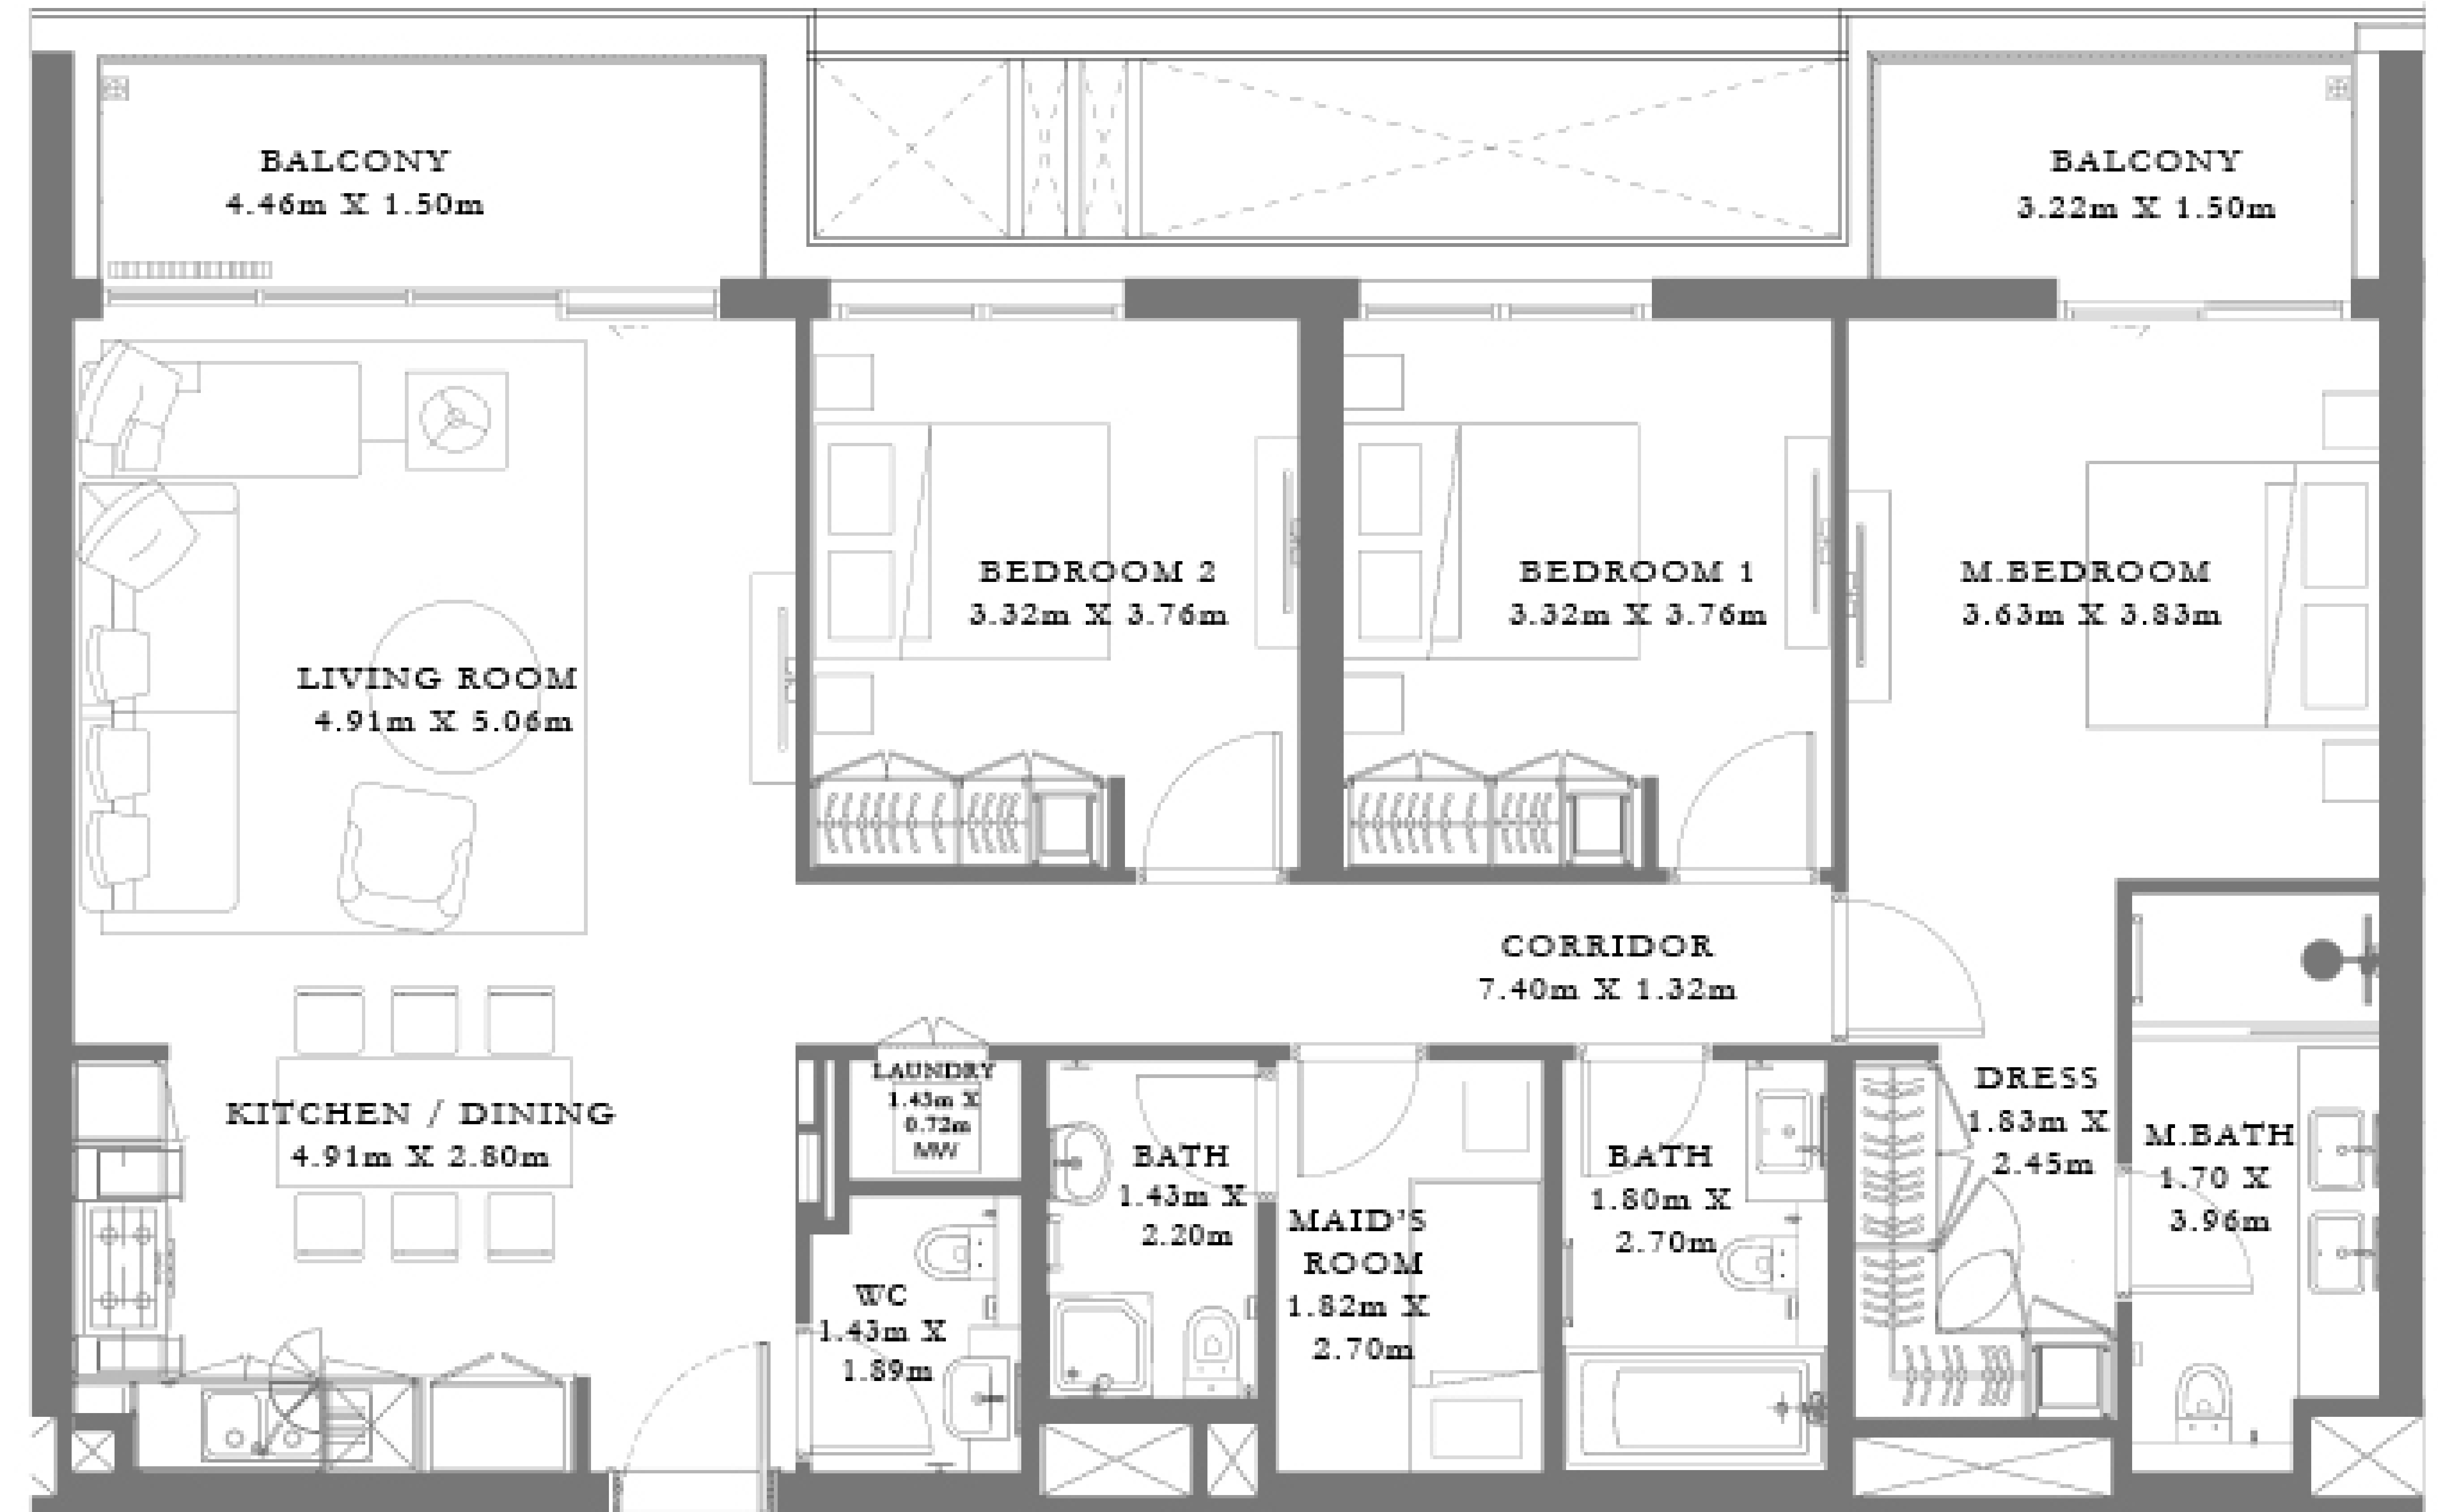 BALCONY
4.46m X 1.50m
BALCONY
3.22m X 1.50m
BEDROOM 2
3.32m X 3.76m
BEDROOM 1
3.32m X 3.76m
M.BEDROOM
3.63m X 3.83m
LIVING ROOM
4.91m X 5.06m
CORRIDOR
7.40m X 1.32m
KITCHEN / DINING
4.91m X 2.80m
LAUNDRY
1.43m X
0.72m
MW
BATH
1.43m X
2.20m
MAID'S
ROOM
1.82m X
2.70m
BATH
1.80m X
2.70m
DRESS
1.83m X
2.45m
M.BATH
1.70 X
3.96m
WC
1.43m X
1.89m